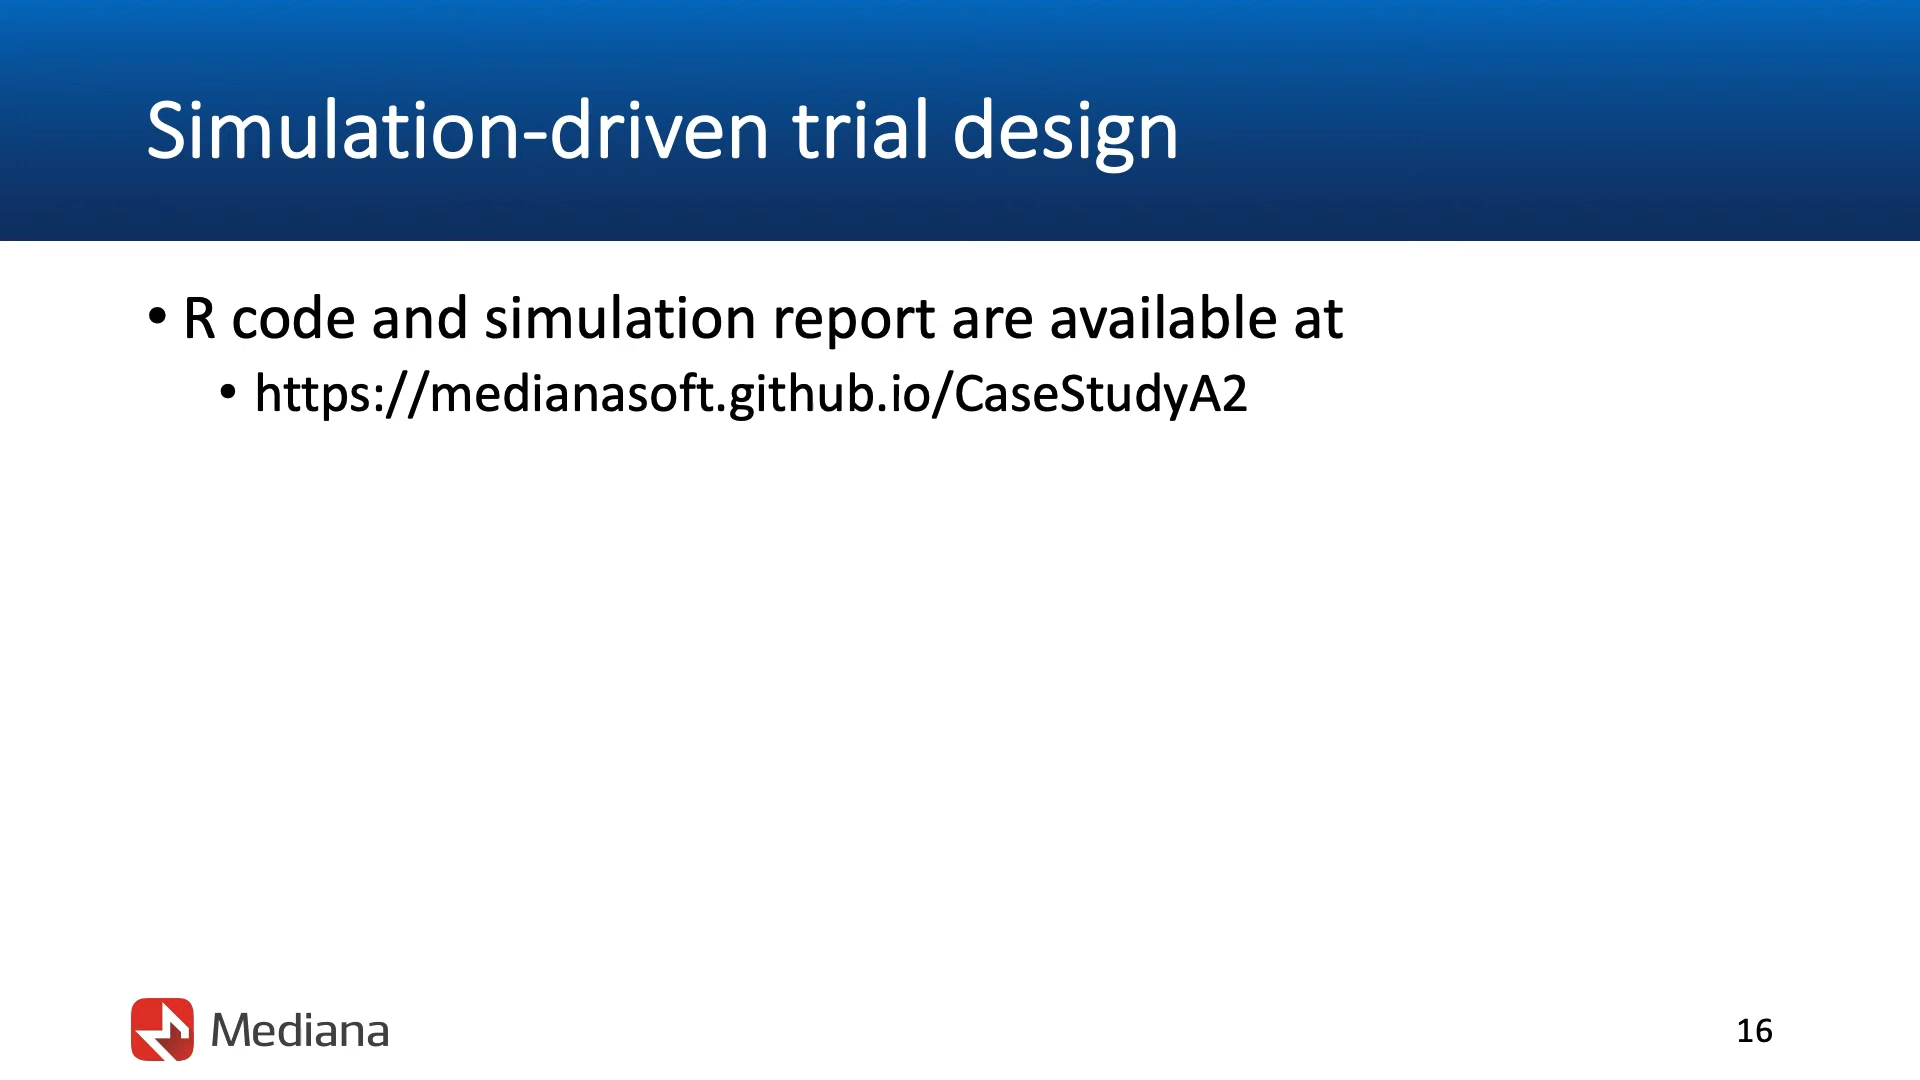 Simulation-driven trial design
• R code and simulation report are available at
• https://medianasoft.github.io/CaseStudyA2
Mediana
16